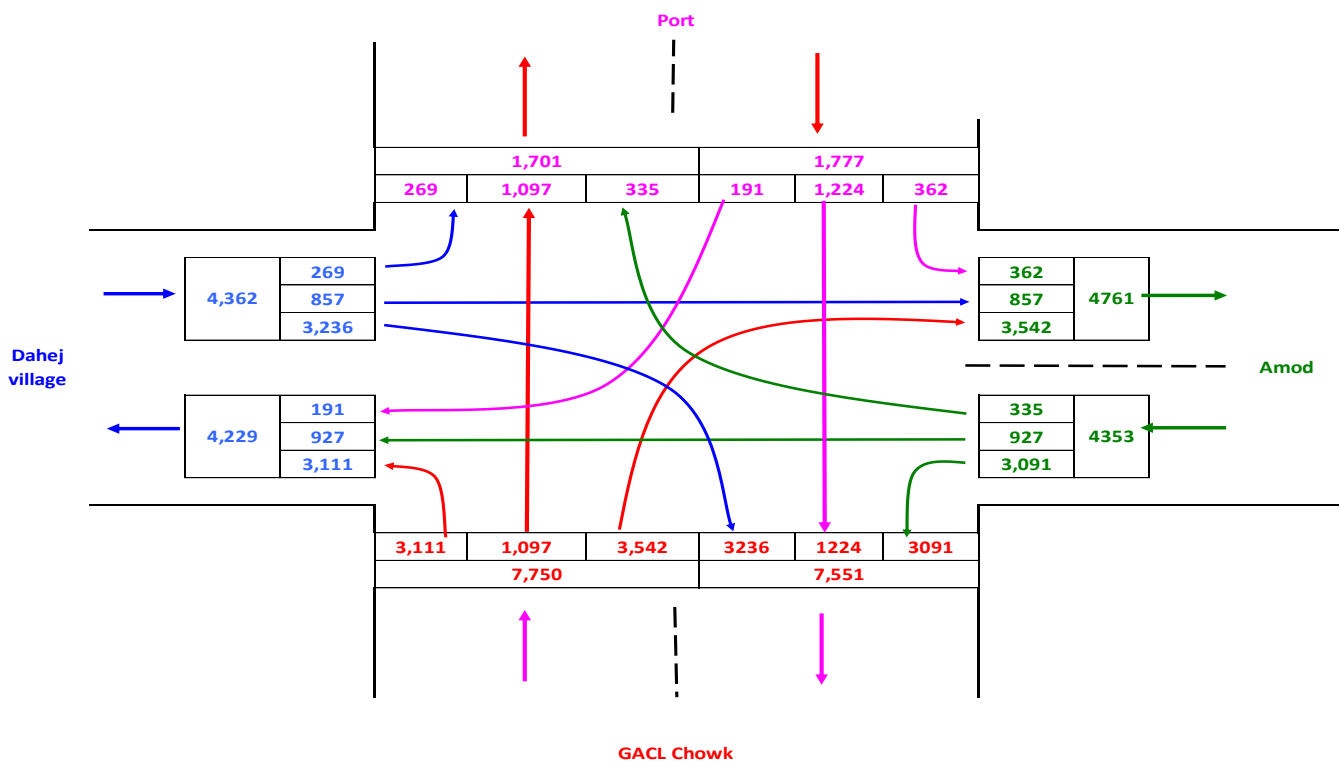 Port
1,701 1,777
269 1,097 335 191 1,224 362
4,362 269
857
3,236
362 4761
857
3,542
Dahej
village
Amod
4,229 191
927
3,111
335 4353
927
3,091
3,111 1,097 3,542 3236 1224 3091
7,750 7,551
GACL Chowk